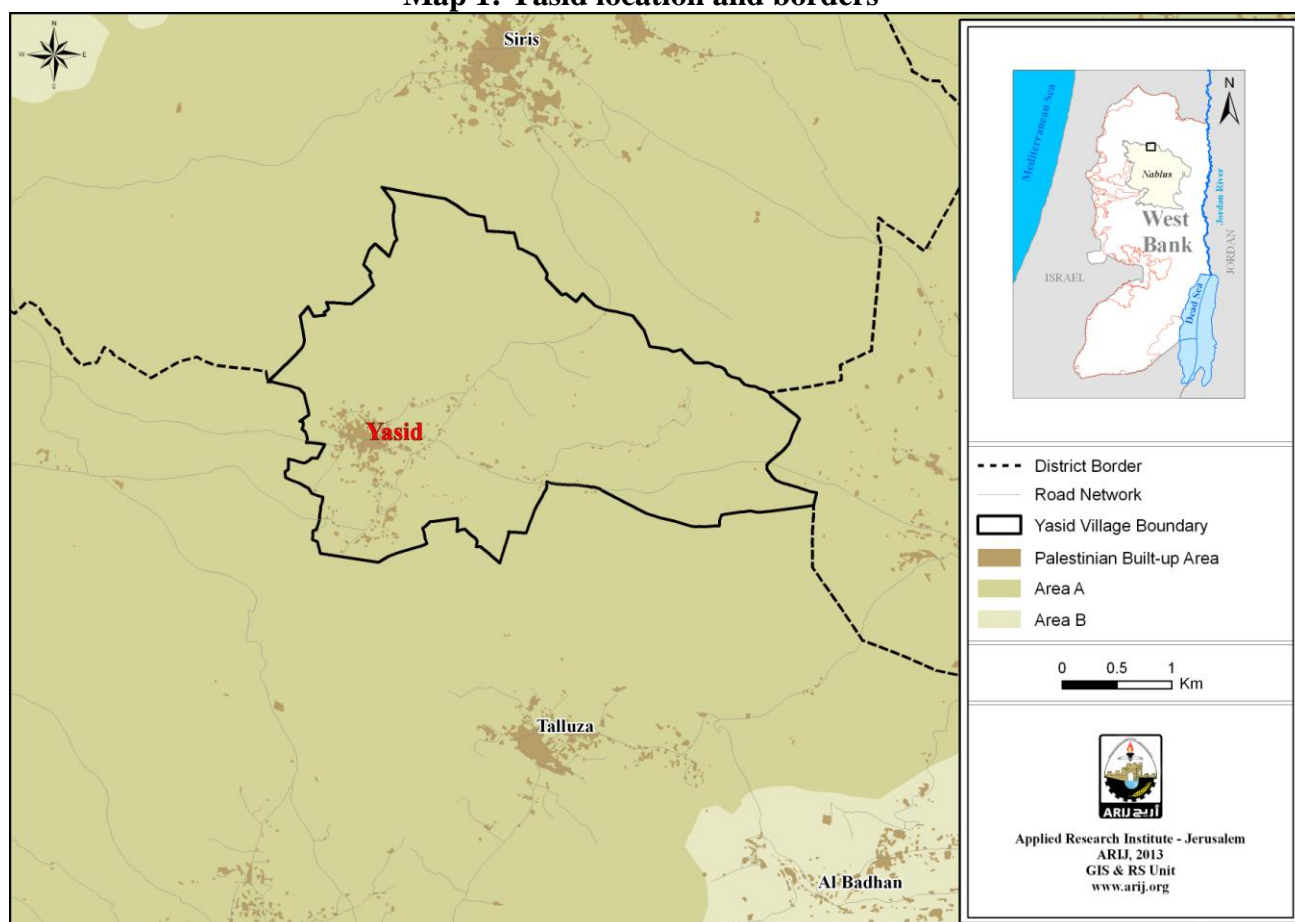 Map 1: Yasid location and borders
N
W
E
S
Siris
Yasid
Talluza
Al Badhan
N
Mediterranean Sea
Nablus
West
Bank
Jordan River
JORDAN
ISRAEL
Dead Sea
District Border
Road Network
Yasid Village Boundary
Palestinian Built-up Area
Area A
Area B
0 0.5 1
Km
ARIJ أريج
Applied Research Institute - Jerusalem
ARIJ, 2013
GIS & RS Unit
www.arij.org